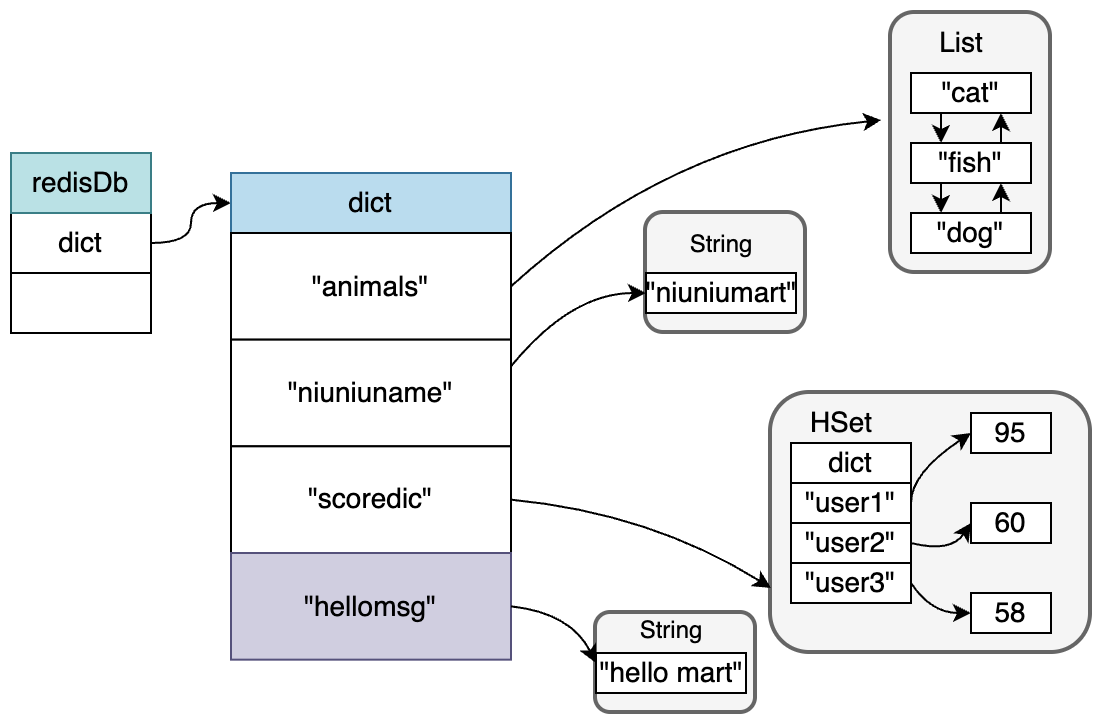 redisDb
dict
dict
"animals"
"niuniuname"
"scoredic"
"hellomsg"
List
"cat"
"fish"
"dog"
String
"niuniumart"
HSet
dict
"user1"
"user2"
"user3"
95
60
58
String
"hello mart"